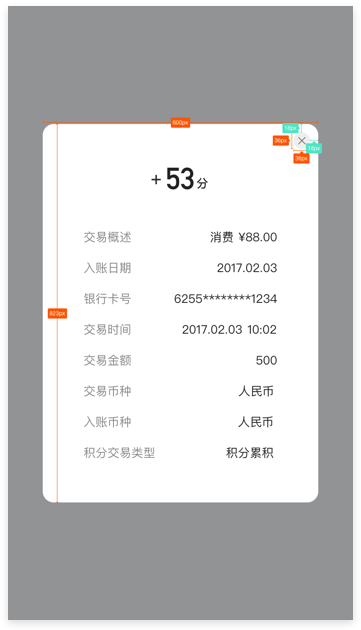 600px
18px
36px
18px
36px
+53分
交易概述 消费 ¥88.00
入账日期 2017.02.03
银行卡号 6255********1234
823px
交易时间 2017.02.03 10:02
交易金额 500
交易币种 人民币
入账币种 人民币
积分交易类型 积分累积